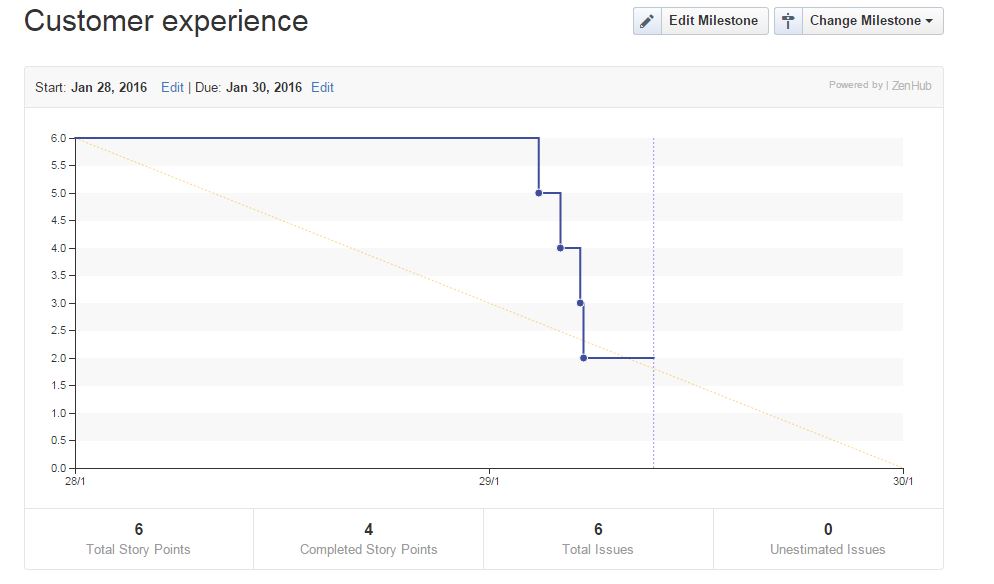 Customer experience
Edit Milestone
Change Milestone
Start: Jan 28, 2016 Edit | Due: Jan 30, 2016 Edit
Powered by | ZenHub
6.0
5.5
5.0
4.5
4.0
3.5
3.0
2.5
2.0
1.5
1.0
0.5
0.0
28/1 29/1 30/1
6
Total Story Points
4
Completed Story Points
6
Total Issues
0
Unestimated Issues